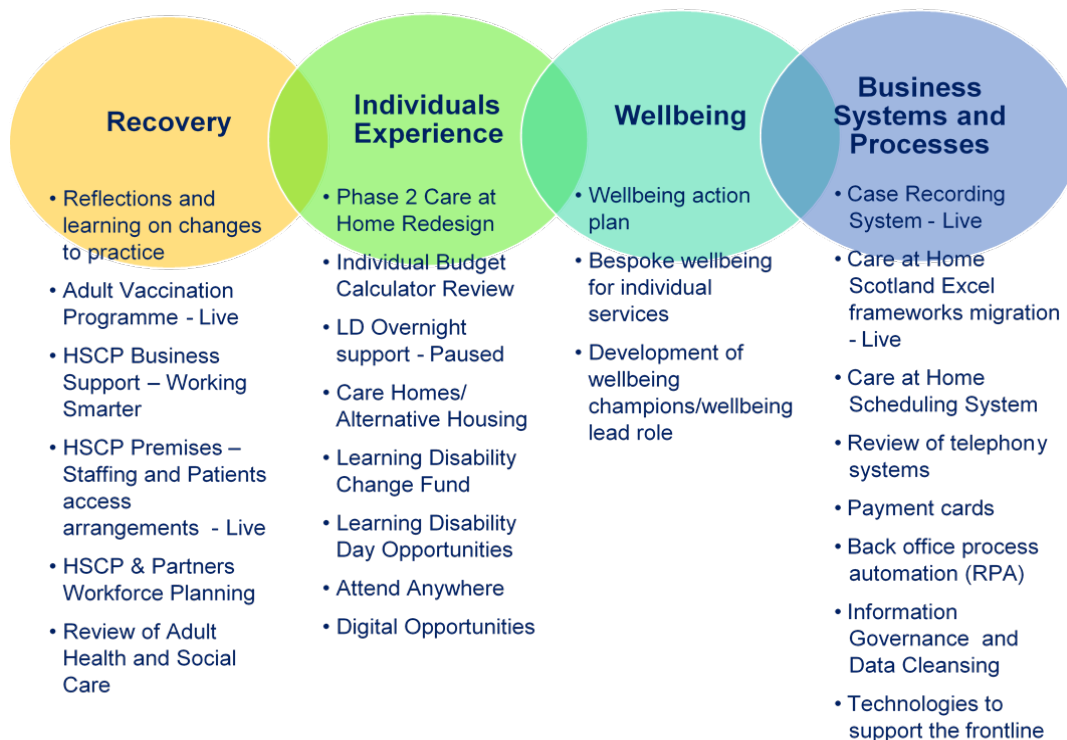 Recovery
• Reflections and
learning on changes
to practice
• Adult Vaccination
Programme - Live
• HSCP Business
Support – Working
Smarter
• HSCP Premises –
Staffing and Patients
access
arrangements - Live
• HSCP & Partners
Workforce Planning
• Review of Adult
Health and Social
Care
Individuals
Experience
• Phase 2 Care at
Home Redesign
• Individual Budget
Calculator Review
• LD Overnight
support - Paused
• Care Homes/
Alternative Housing
• Learning Disability
Change Fund
• Learning Disability
Day Opportunities
• Attend Anywhere
• Digital Opportunities
Wellbeing
• Wellbeing action
plan
• Bespoke wellbeing
for individual
services
• Development of
wellbeing
champions/wellbeing
lead role
Business
Systems and
Processes
• Case Recording
System - Live
• Care at Home
Scotland Excel
frameworks migration
- Live
• Care at Home
Scheduling System
• Review of telephony
systems
• Payment cards
• Back office process
automation (RPA)
• Information
Governance and
Data Cleansing
• Technologies to
support the frontline